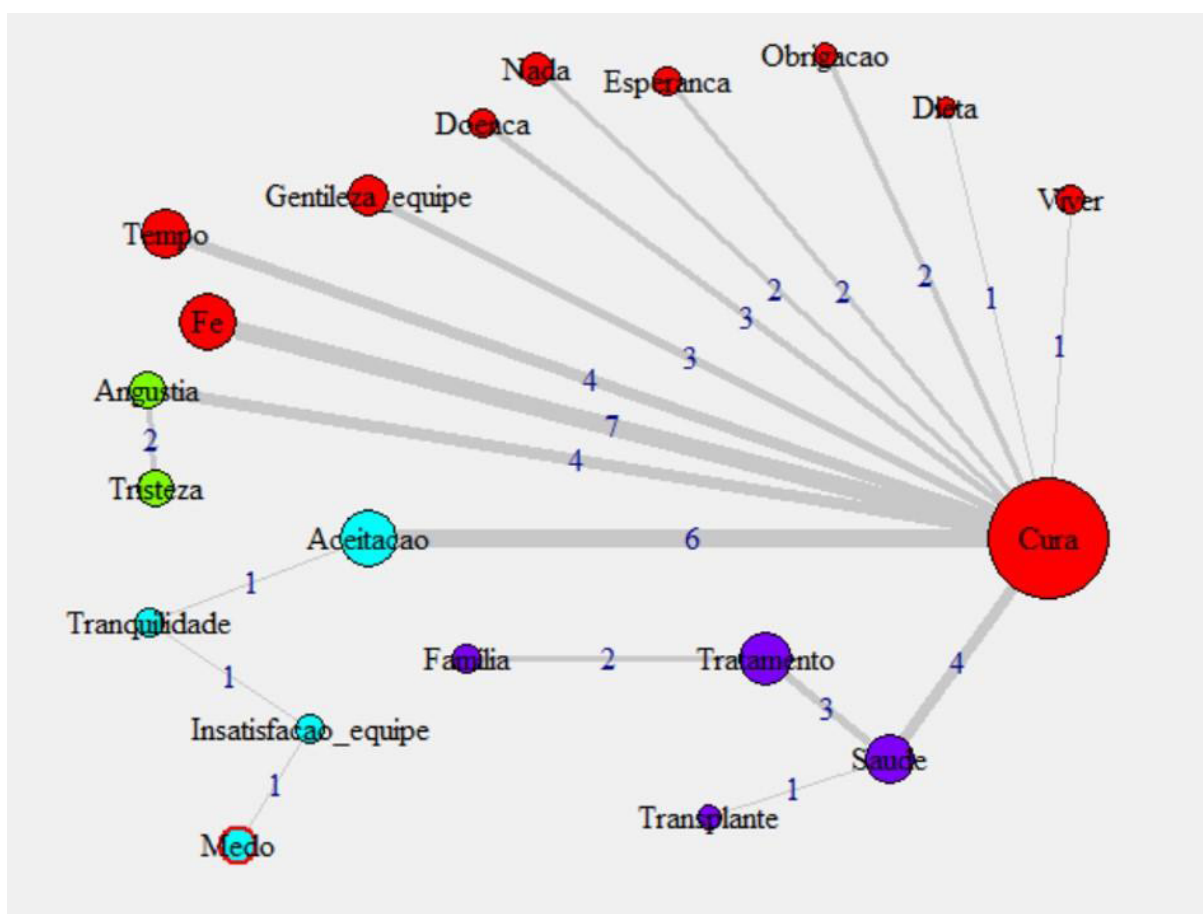 Obrigacao
Nada
Esperanca
Dieta
Doenca
Gentileza_equipe
Viver
Tempo
2
2
2
1
3
Fe
1
3
4
Angustia
7
2
4
Tristeza
Aceitacao
6
Cura
1
Tranquilidade
Familia
2
Tratamento
4
1
3
Insatisfacao_equipe
Saude
1
1
Transplante
Medo